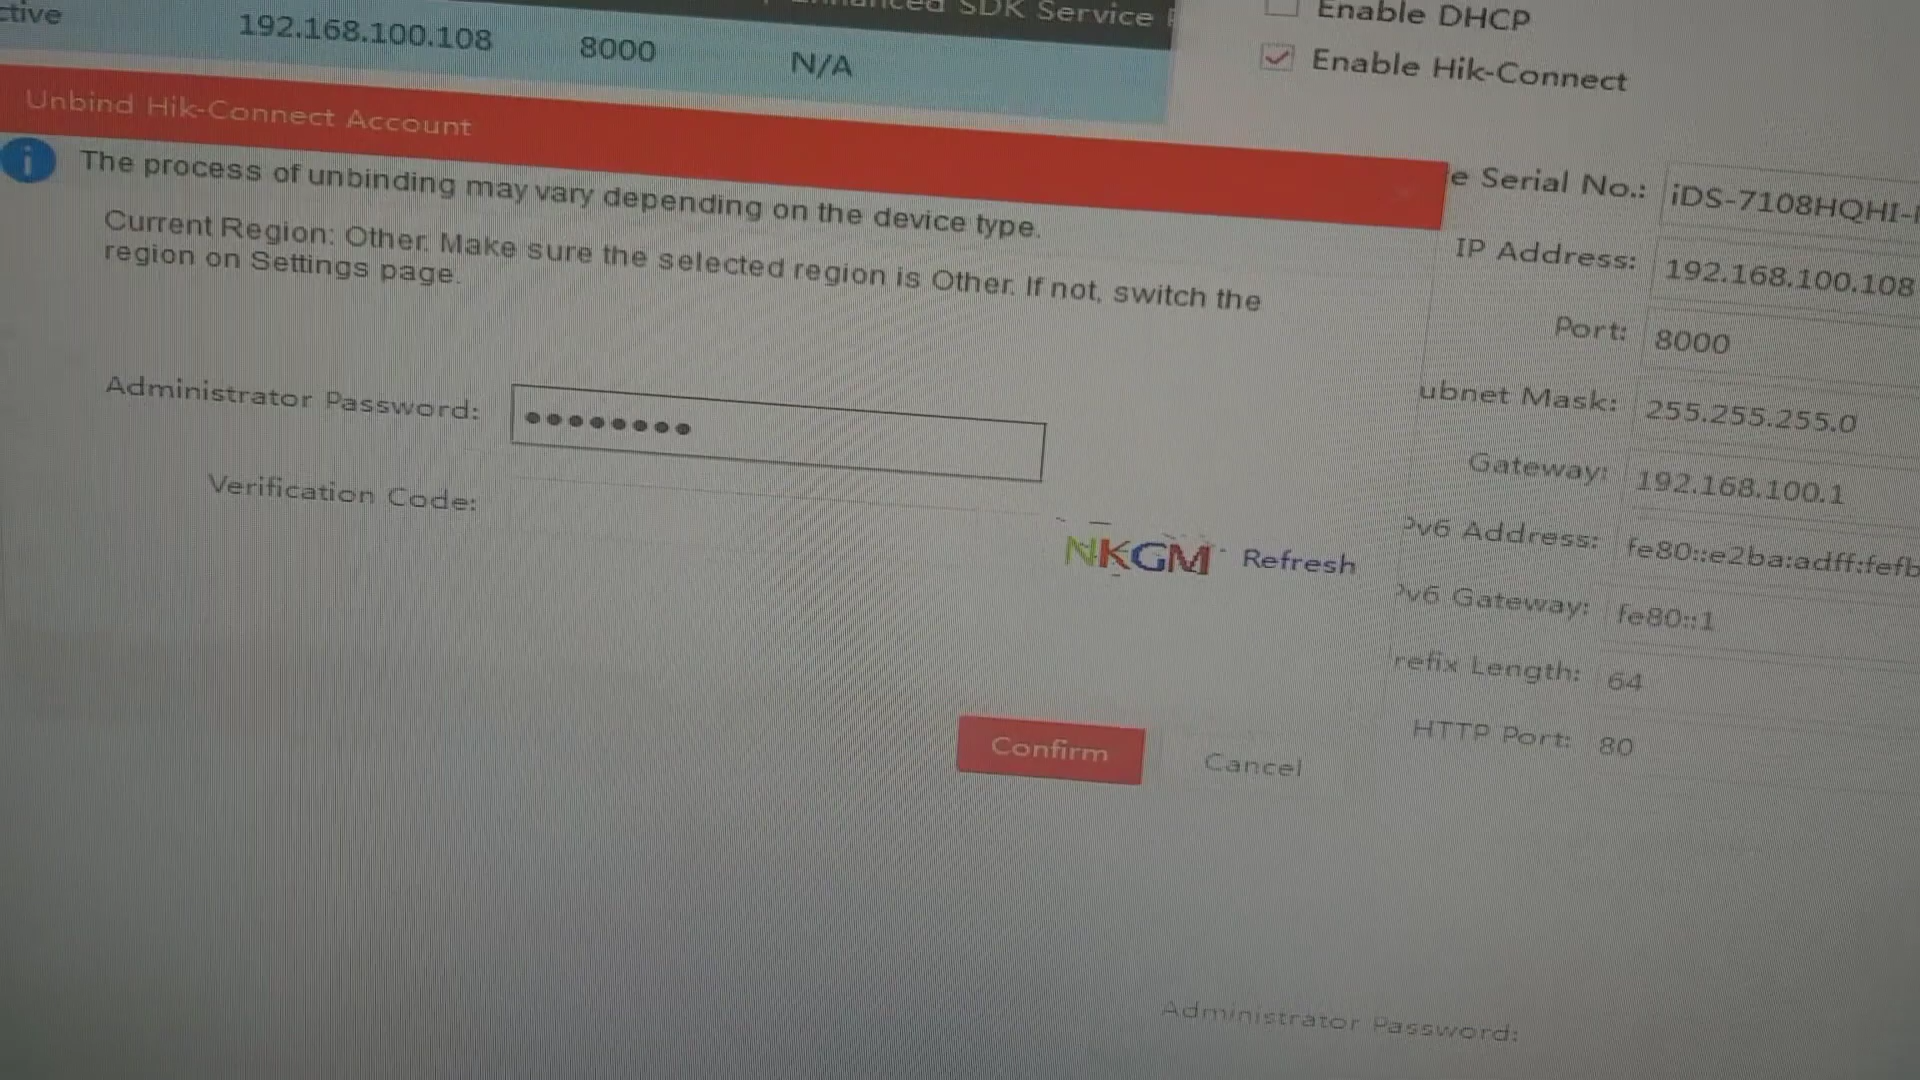 ctive 192.168.100.108 8000 N/A
Enhanced SDK Service
Enable DHCP
Enable Hik-Connect
Unbind Hik-Connect Account
The process of unbinding may vary depending on the device type.
Current Region: Other. Make sure the selected region is Other. If not, switch the
region on Settings page.
Administrator Password: ●●●●●●●●
Verification Code:
NKGM Refresh
Confirm Cancel
e Serial No.: iDS-7108HQHI-
IP Address: 192.168.100.108
Port: 8000
ubnet Mask: 255.255.255.0
Gateway: 192.168.100.1
Pv6 Address: fe80::e2ba:adff:fefb
Pv6 Gateway: fe80::1
refix Length: 64
HTTP Port: 80
Administrator Password: